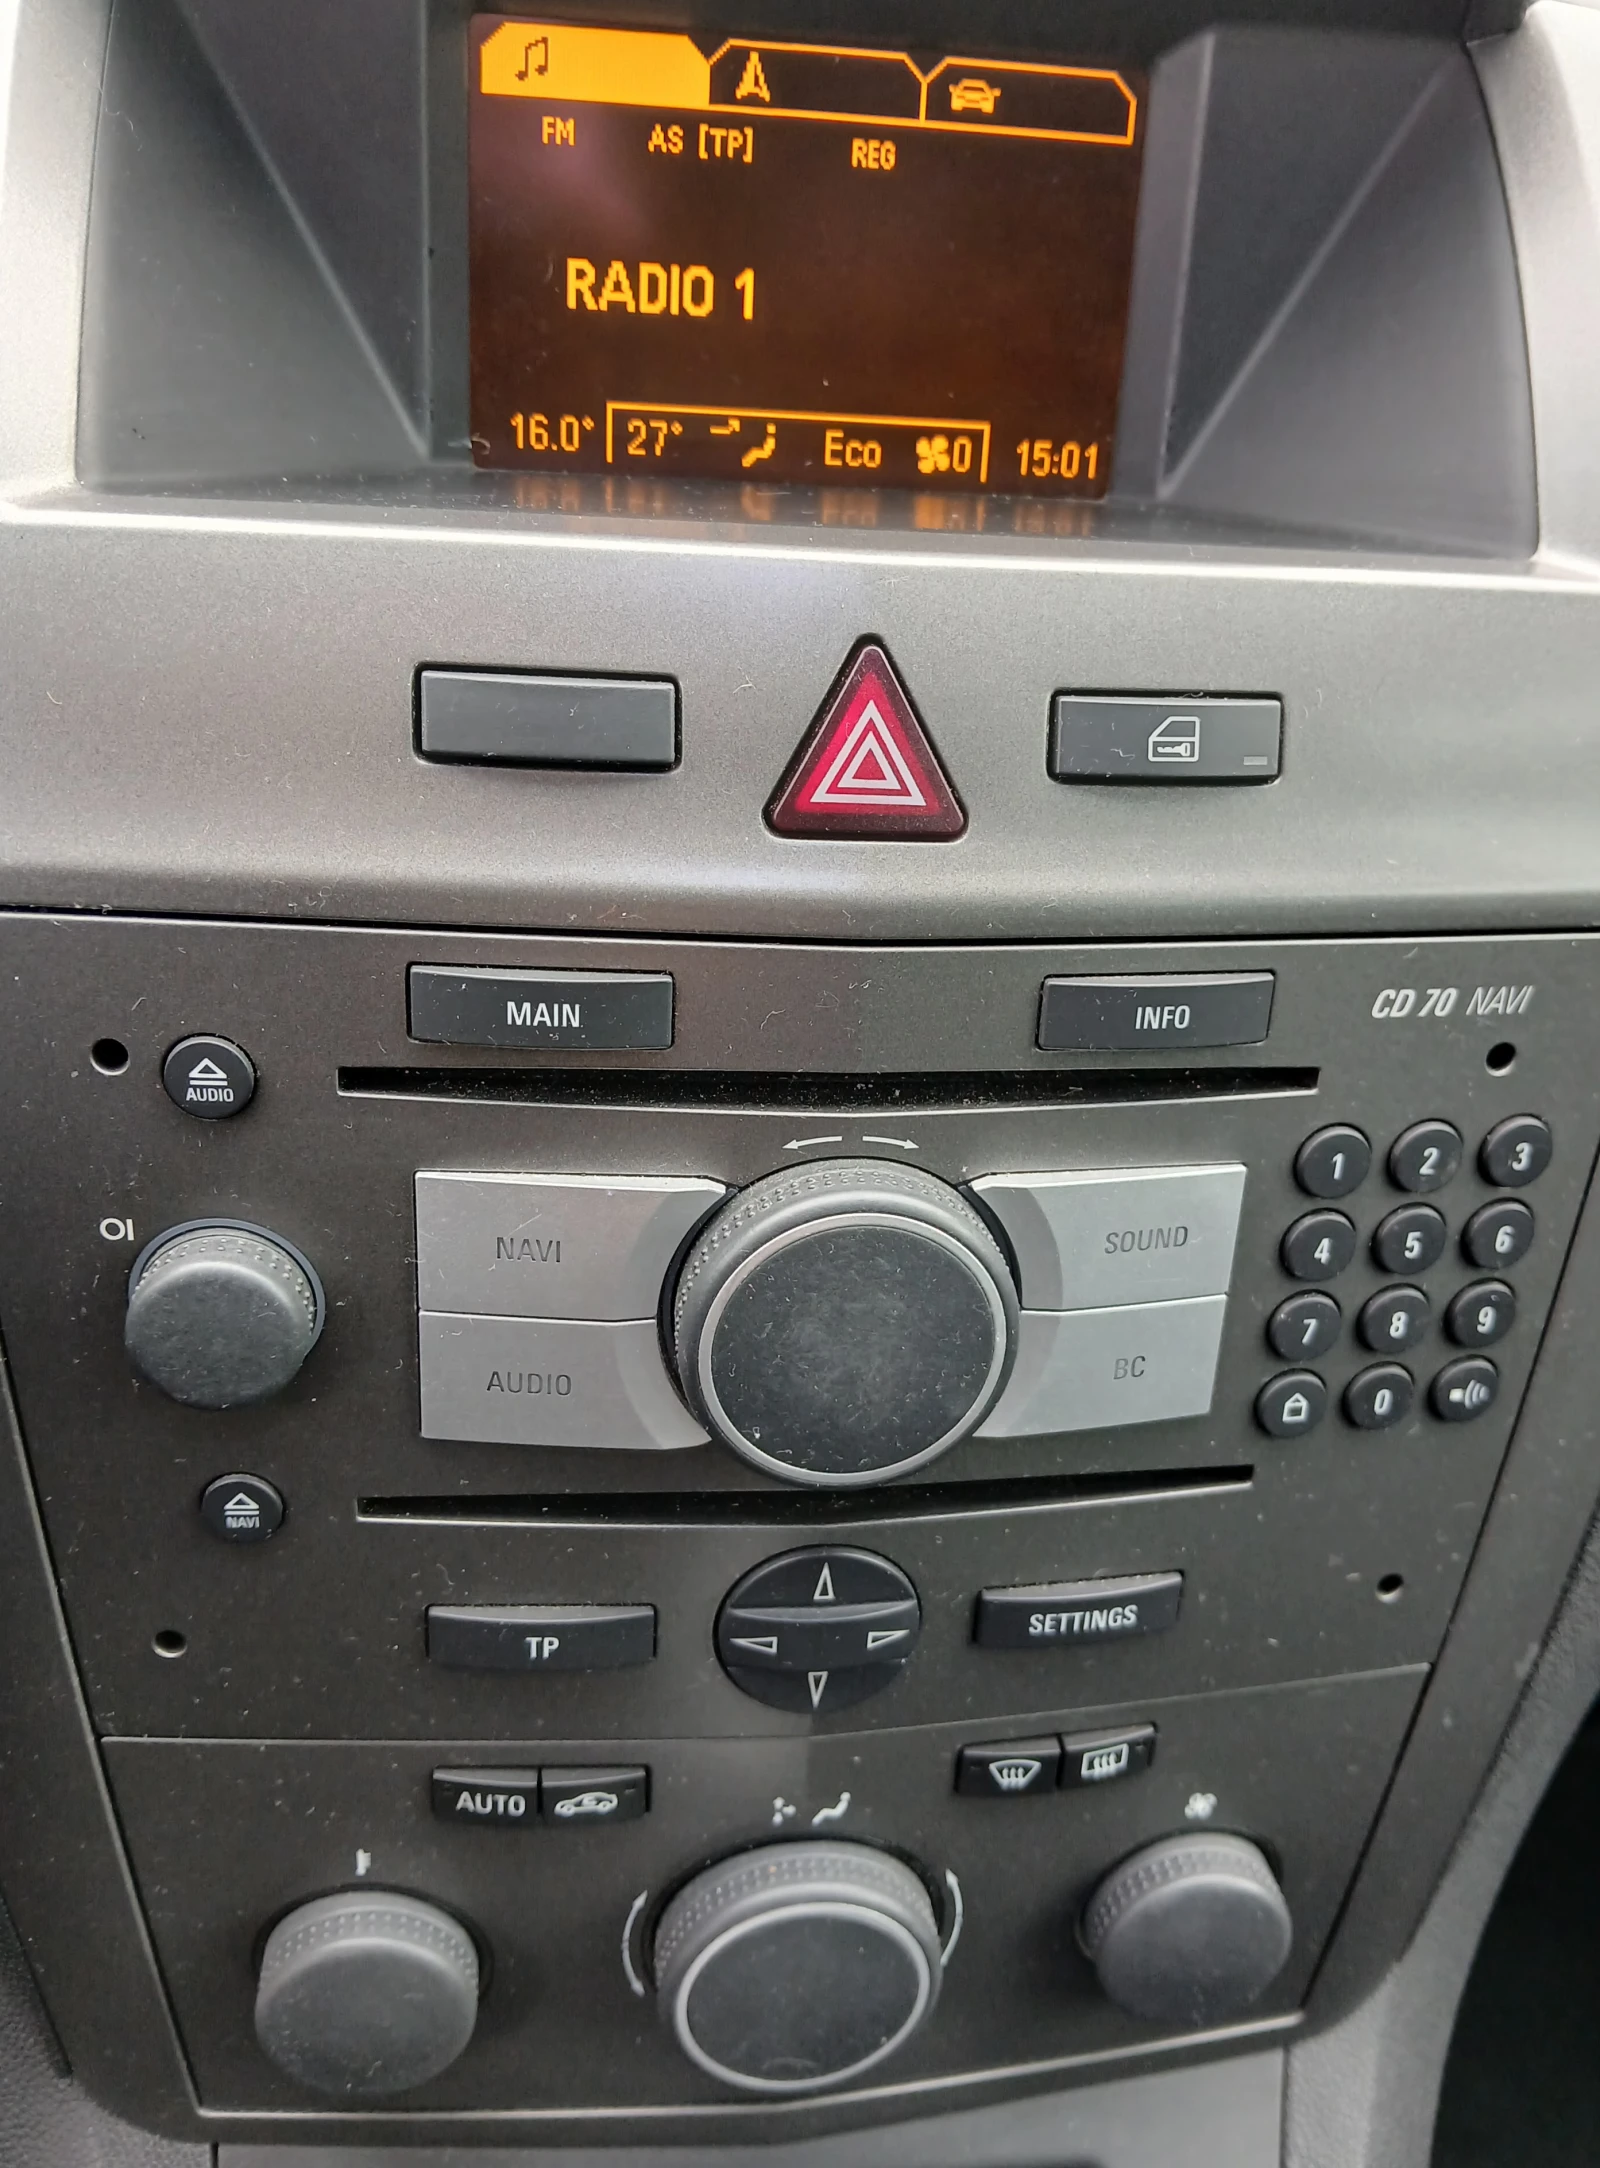 FM AS [TP] REG
RADIO 1
16.0° 27° Eco 0 15:01
MAIN
INFO
CD 70 NAVI
AUDIO
1 2 3
NAVI
SOUND
4 5 6
AUDIO
BC
7 8 9
0
NAVI
TP
SETTINGS
AUTO